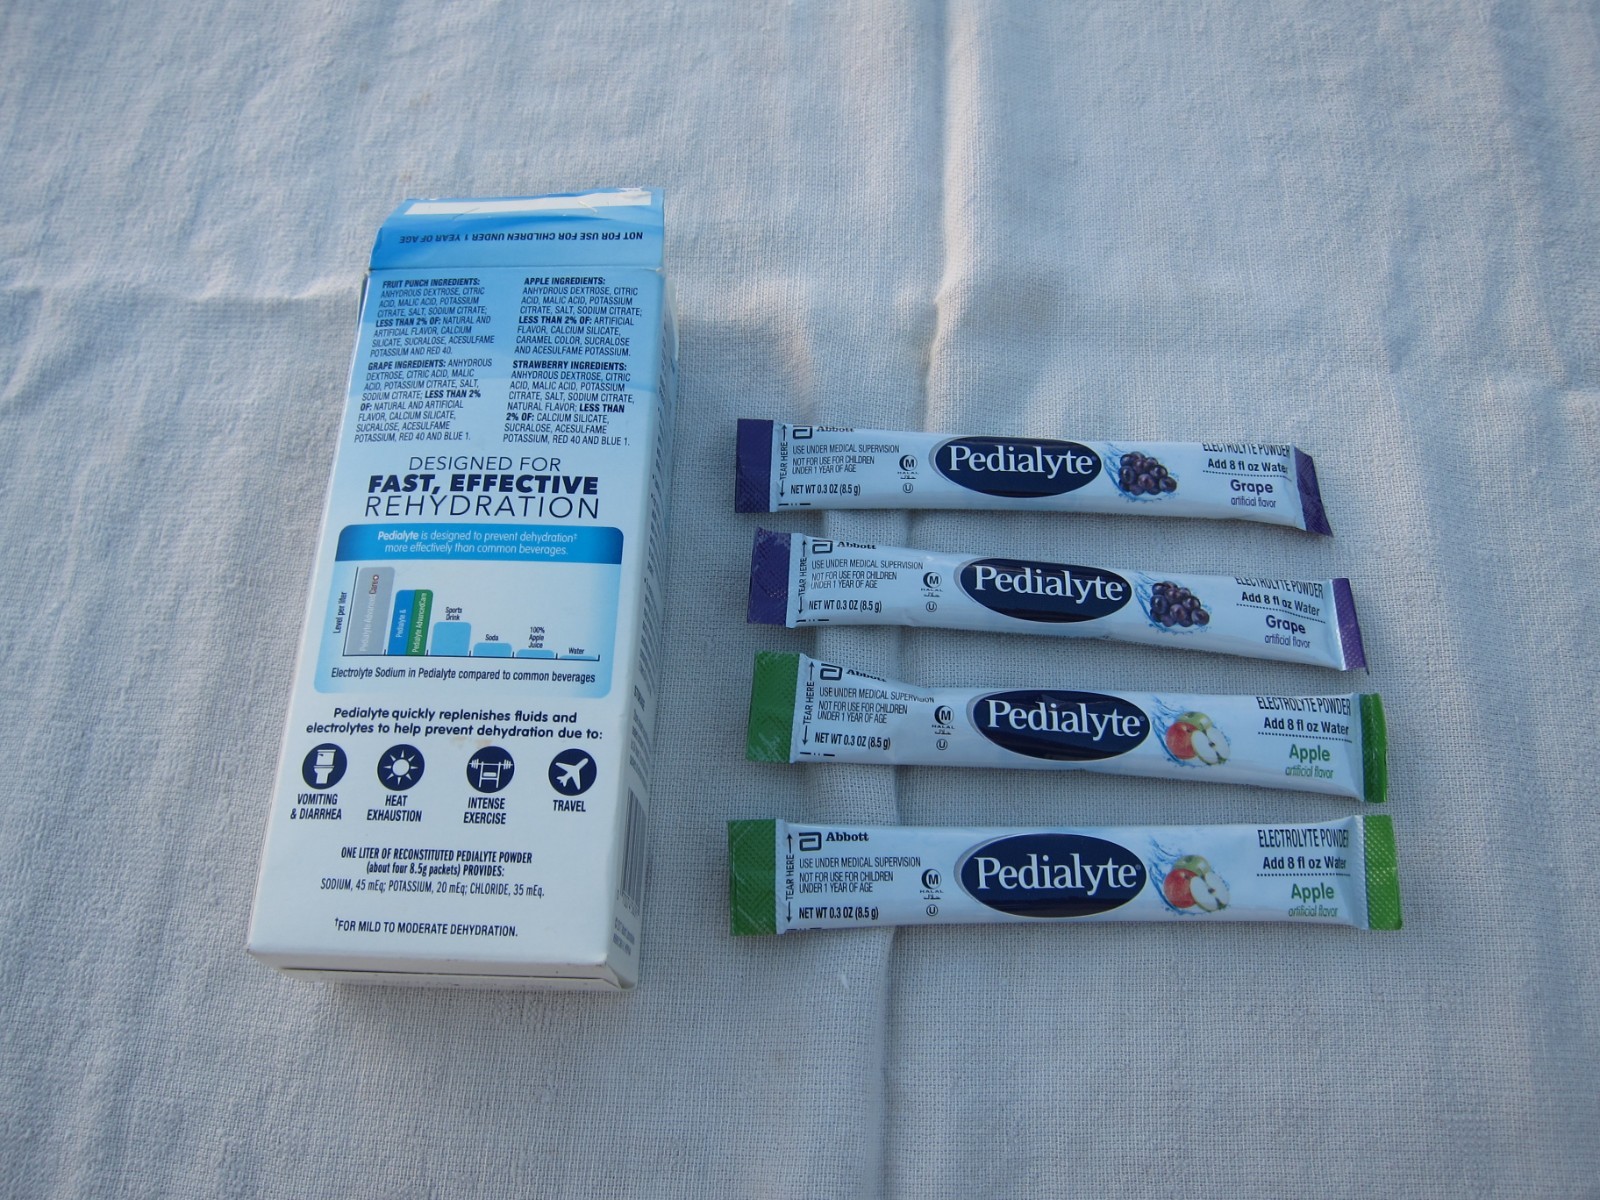 NOT FOR USE FOR CHILDREN UNDER 1 YEAR OF AGE
FRUIT PUNCH INGREDIENTS:
ANHYDROUS DEXTROSE, CITRIC
ACID, MALIC ACID, POTASSIUM
CITRATE, SALT, SODIUM CITRATE;
LESS THAN 2% OF: NATURAL AND
ARTIFICIAL FLAVOR, CALCIUM
SILICATE, SUCRALOSE, ACESULFAME
POTASSIUM AND RED 40.
GRAPE INGREDIENTS: ANHYDROUS
DEXTROSE, CITRIC ACID, MALIC
ACID, POTASSIUM CITRATE, SALT,
SODIUM CITRATE; LESS THAN 2%
OF: NATURAL AND ARTIFICIAL
FLAVOR, CALCIUM SILICATE,
SUCRALOSE, ACESULFAME
POTASSIUM, RED 40 AND BLUE 1.
APPLE INGREDIENTS:
ANHYDROUS DEXTROSE, CITRIC
ACID, MALIC ACID, POTASSIUM
CITRATE, SALT, SODIUM CITRATE;
LESS THAN 2% OF: ARTIFICIAL
FLAVOR, CALCIUM SILICATE,
CARAMEL COLOR, SUCRALOSE
AND ACESULFAME POTASSIUM.
STRAWBERRY INGREDIENTS:
ANHYDROUS DEXTROSE, CITRIC
ACID, MALIC ACID, POTASSIUM
CITRATE, SALT, SODIUM CITRATE,
NATURAL FLAVOR; LESS THAN
2% OF: CALCIUM SILICATE,
SUCRALOSE, ACESULFAME
POTASSIUM, RED 40 AND BLUE 1.
DESIGNED FOR
FAST, EFFECTIVE
REHYDRATION
Pedialyte is designed to prevent dehydration‡
more effectively than common beverages.
Level per liter
Pedialyte &
Pedialyte AdvancedCare
Sports
Drink
Soda
100%
Apple
Juice
Water
Electrolyte Sodium in Pedialyte compared to common beverages
Pedialyte quickly replenishes fluids and
electrolytes to help prevent dehydration due to:
VOMITING
& DIARRHEA
HEAT
EXHAUSTION
INTENSE
EXERCISE
TRAVEL
ONE LITER OF RECONSTITUTED PEDIALYTE POWDER
(about four 8.5g packets) PROVIDES:
SODIUM, 45 mEq; POTASSIUM, 20 mEq; CHLORIDE, 35 mEq.
†FOR MILD TO MODERATE DEHYDRATION.
TEAR HERE
Abbott
USE UNDER MEDICAL SUPERVISION
NOT FOR USE FOR CHILDREN
UNDER 1 YEAR OF AGE
NET WT 0.3 OZ (8.5 g)
M
HALAL
U
Pedialyte
ELECTROLYTE POWDER
Add 8 fl oz Water
Grape
artificial flavor
TEAR HERE
Abbott
USE UNDER MEDICAL SUPERVISION
NOT FOR USE FOR CHILDREN
UNDER 1 YEAR OF AGE
NET WT 0.3 OZ (8.5 g)
M
HALAL
U
Pedialyte
ELECTROLYTE POWDER
Add 8 fl oz Water
Grape
artificial flavor
TEAR HERE
Abbott
USE UNDER MEDICAL SUPERVISION
NOT FOR USE FOR CHILDREN
UNDER 1 YEAR OF AGE
NET WT 0.3 OZ (8.5 g)
M
HALAL
U
Pedialyte
ELECTROLYTE POWDER
Add 8 fl oz Water
Apple
artificial flavor
TEAR HERE
Abbott
USE UNDER MEDICAL SUPERVISION
NOT FOR USE FOR CHILDREN
UNDER 1 YEAR OF AGE
NET WT 0.3 OZ (8.5 g)
M
HALAL
U
Pedialyte
ELECTROLYTE POWDER
Add 8 fl oz Water
Apple
artificial flavor